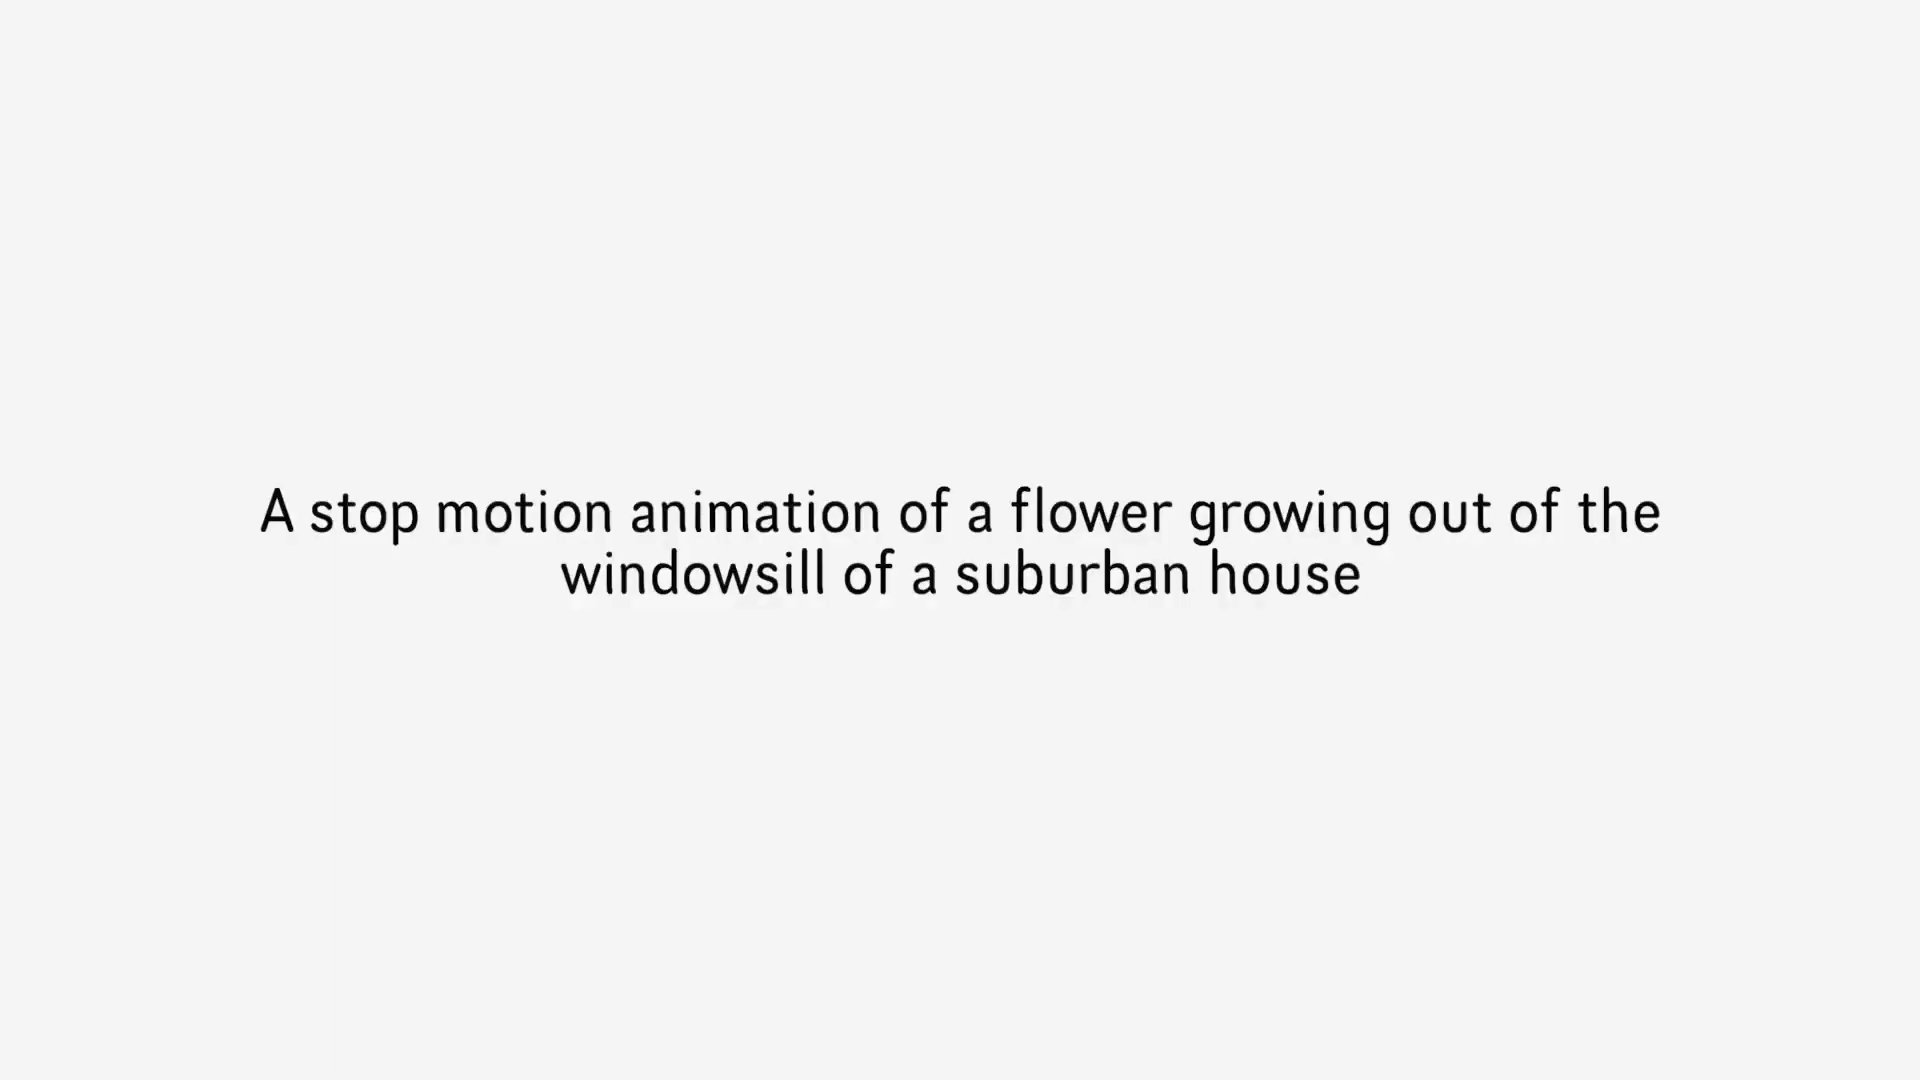 A stop motion animation of a flower growing out of the
windowsill of a suburban house